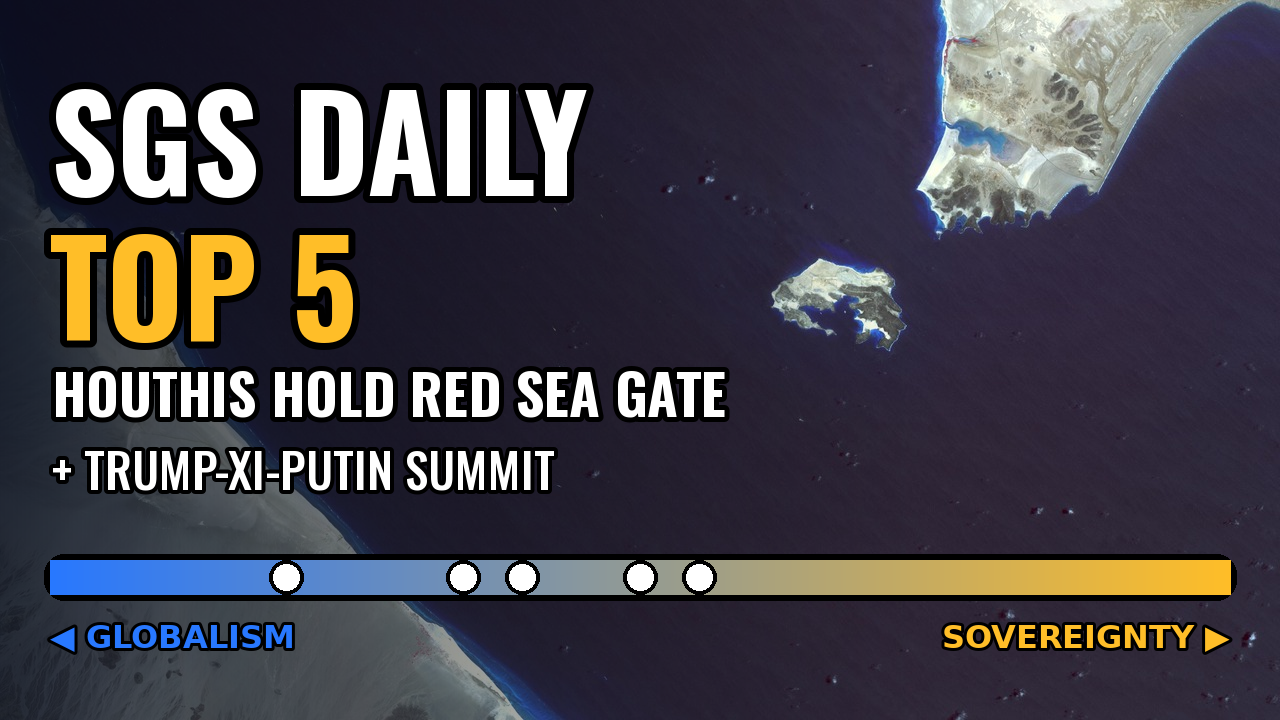 SGS DAILY
TOP 5
HOUTHIS HOLD RED SEA GATE
+ TRUMP-XI-PUTIN SUMMIT
◀ GLOBALISM
SOVEREIGNTY ▶